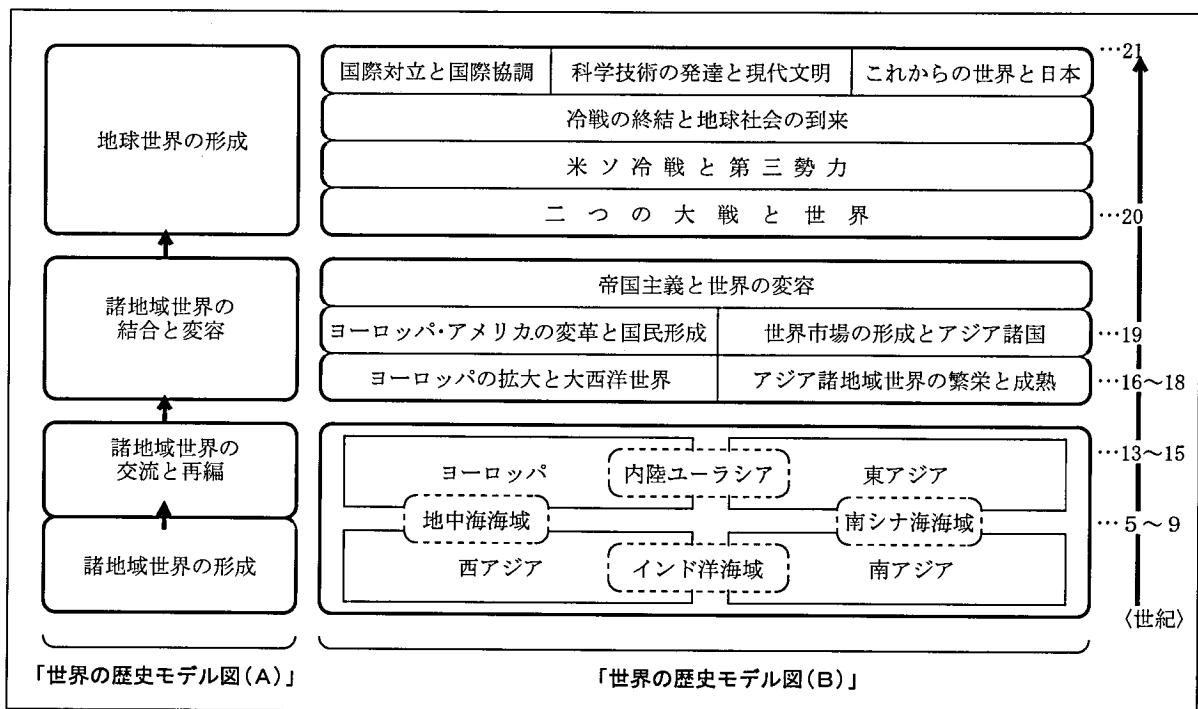 地球世界の形成
諸地域世界の
結合と変容
諸地域世界の
交流と再編
諸地域世界の形成
「世界の歴史モデル図(A)」
国際対立と国際協調
科学技術の発達と現代文明
これからの世界と日本
冷戦の終結と地球社会の到来
米ソ冷戦と第三勢力
二つの大戦と世界
帝国主義と世界の変容
ヨーロッパ・アメリカの変革と国民形成
世界市場の形成とアジア諸国
ヨーロッパの拡大と大西洋世界
アジア諸地域世界の繁栄と成熟
ヨーロッパ
内陸ユーラシア
東アジア
地中海海域
南シナ海海域
西アジア
インド洋海域
南アジア
「世界の歴史モデル図(B)」
…21
…20
…19
…16〜18
…13〜15
…5〜9
〈世紀〉